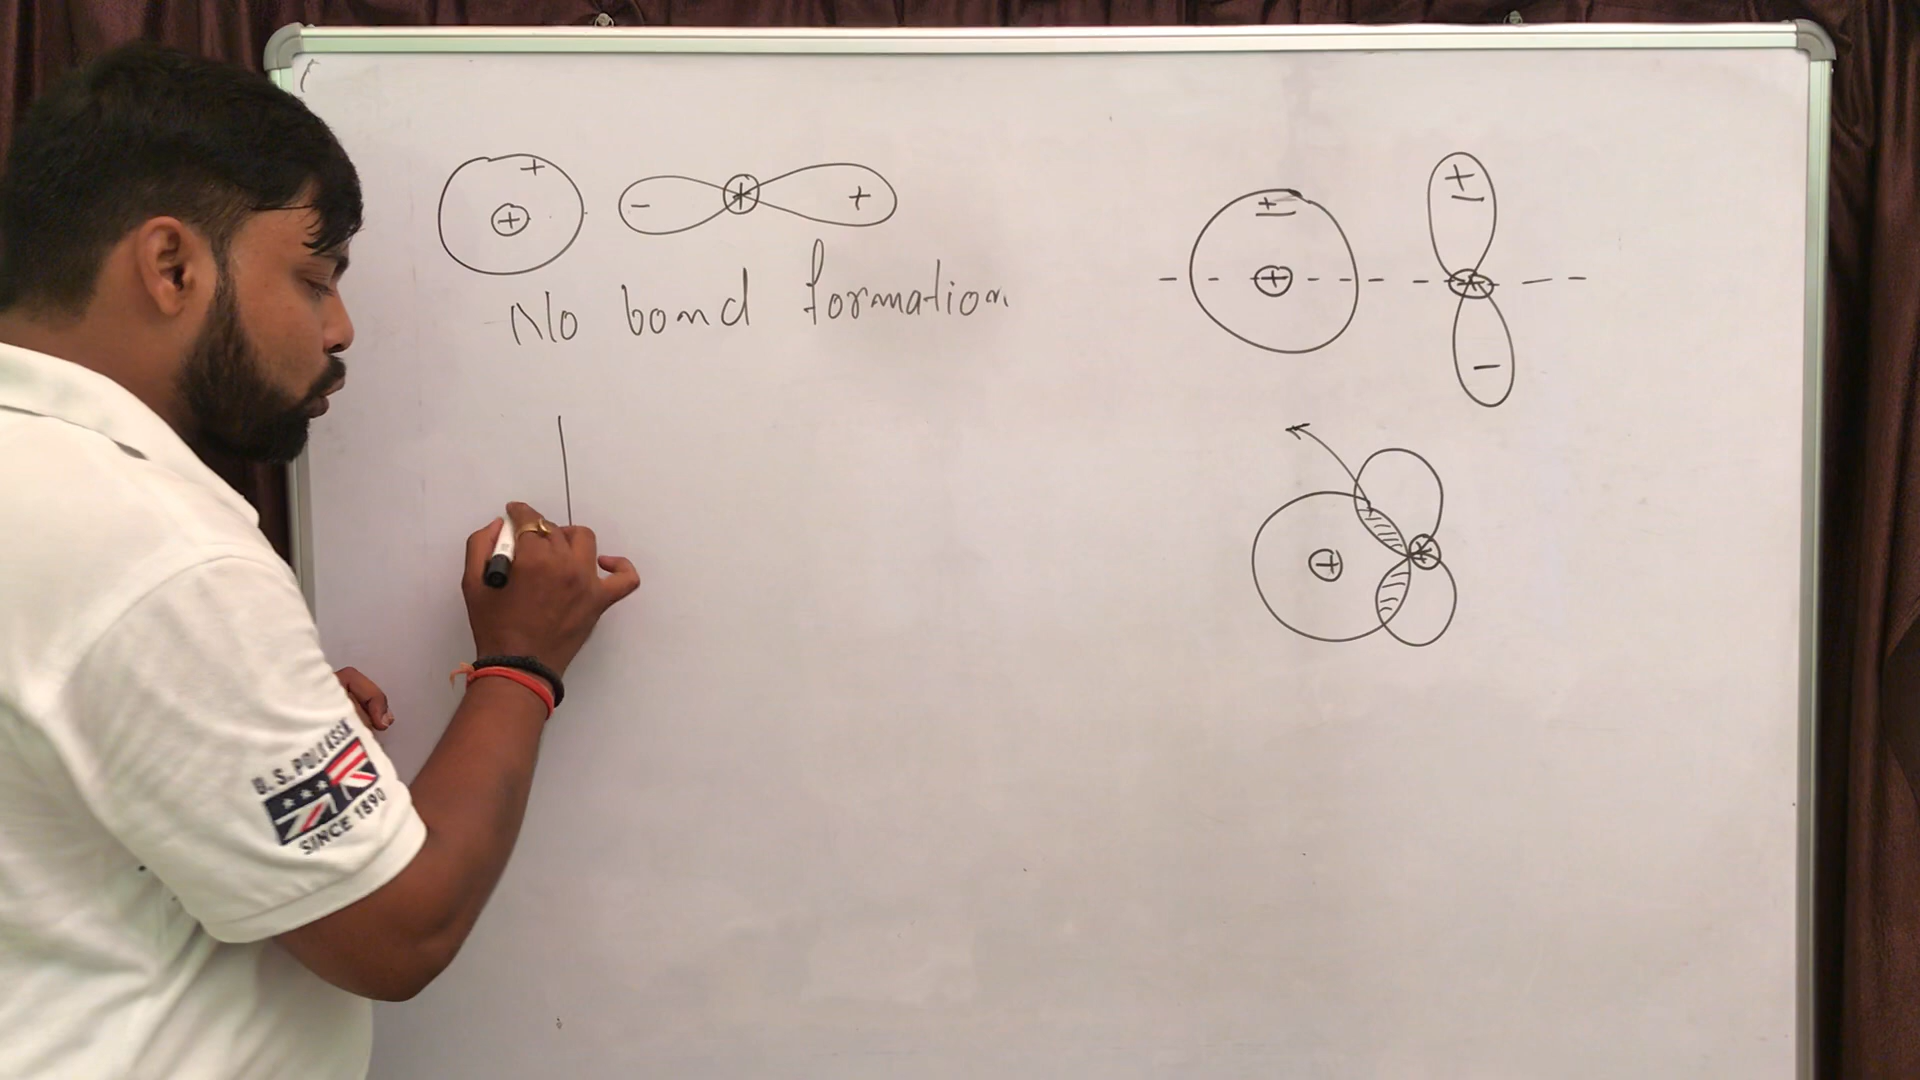 +
+
- +
No bond formation
+
+
+
-
+
U.S. POLO ASSN.
SINCE 1890